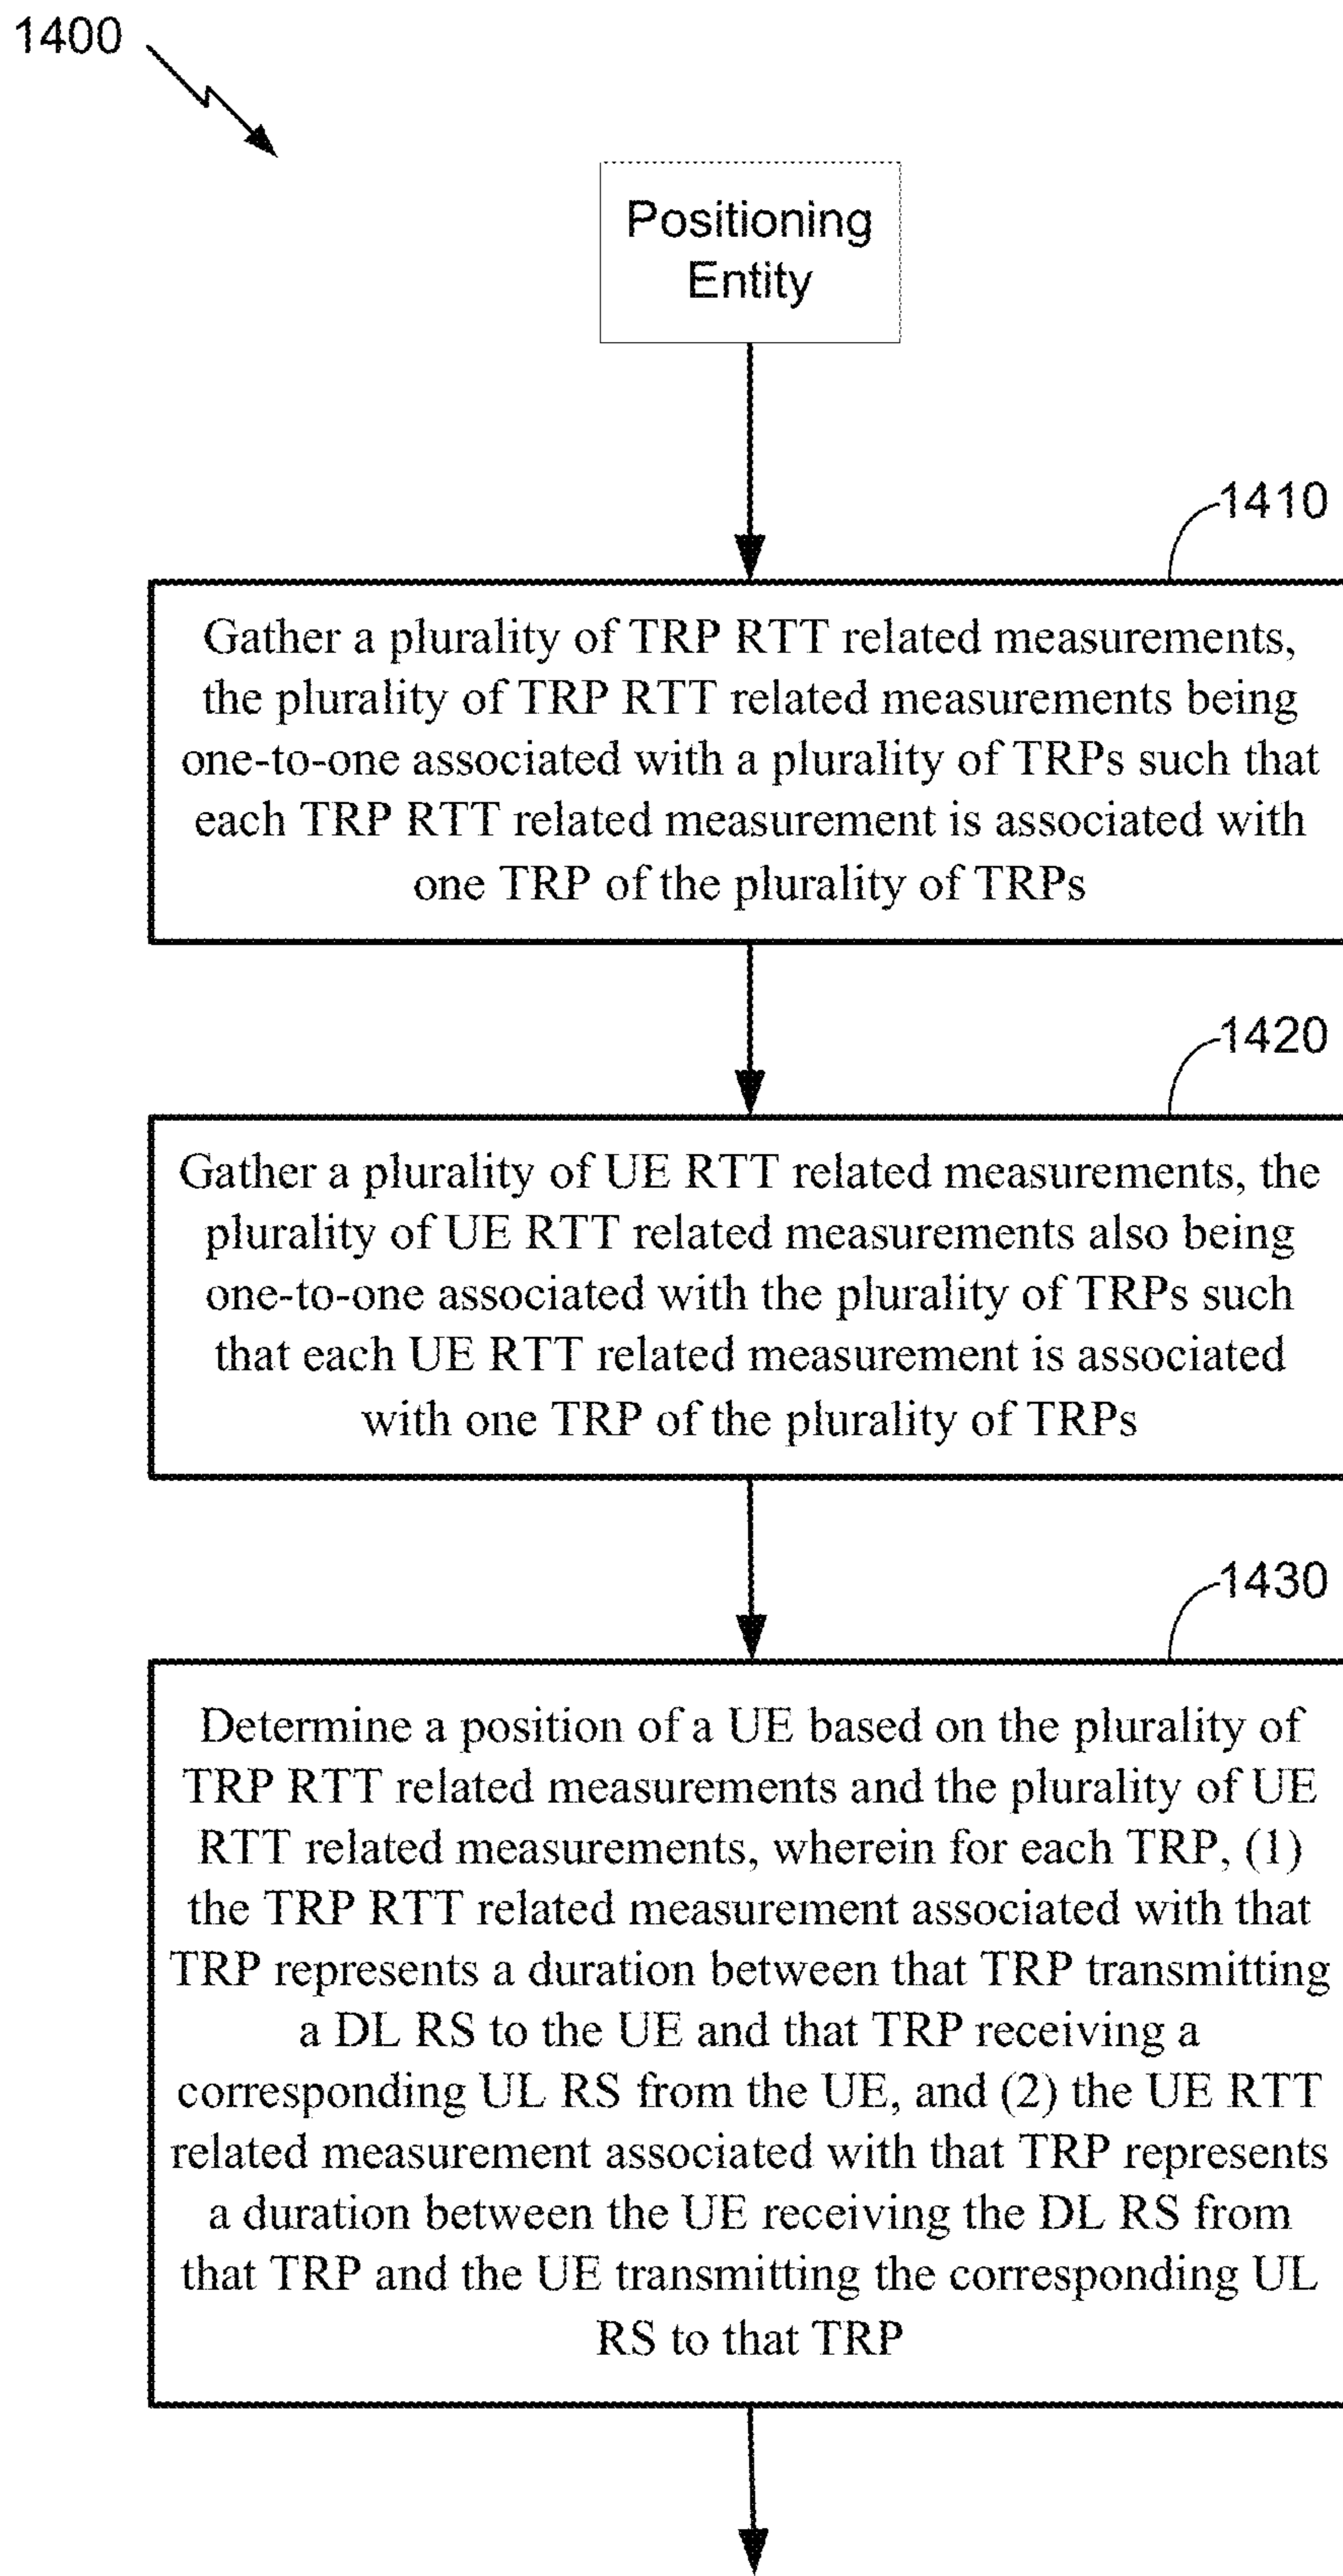 1400
Positioning
Entity
1410
Gather a plurality of TRP RTT related measurements,
the plurality of TRP RTT related measurements being
one-to-one associated with a plurality of TRPs such that
each TRP RTT related measurement is associated with
one TRP of the plurality of TRPs
1420
Gather a plurality of UE RTT related measurements, the
plurality of UE RTT related measurements also being
one-to-one associated with the plurality of TRPs such
that each UE RTT related measurement is associated
with one TRP of the plurality of TRPs
1430
Determine a position of a UE based on the plurality of
TRP RTT related measurements and the plurality of UE
RTT related measurements, wherein for each TRP, (1)
the TRP RTT related measurement associated with that
TRP represents a duration between that TRP transmitting
a DL RS to the UE and that TRP receiving a
corresponding UL RS from the UE, and (2) the UE RTT
related measurement associated with that TRP represents
a duration between the UE receiving the DL RS from
that TRP and the UE transmitting the corresponding UL
RS to that TRP